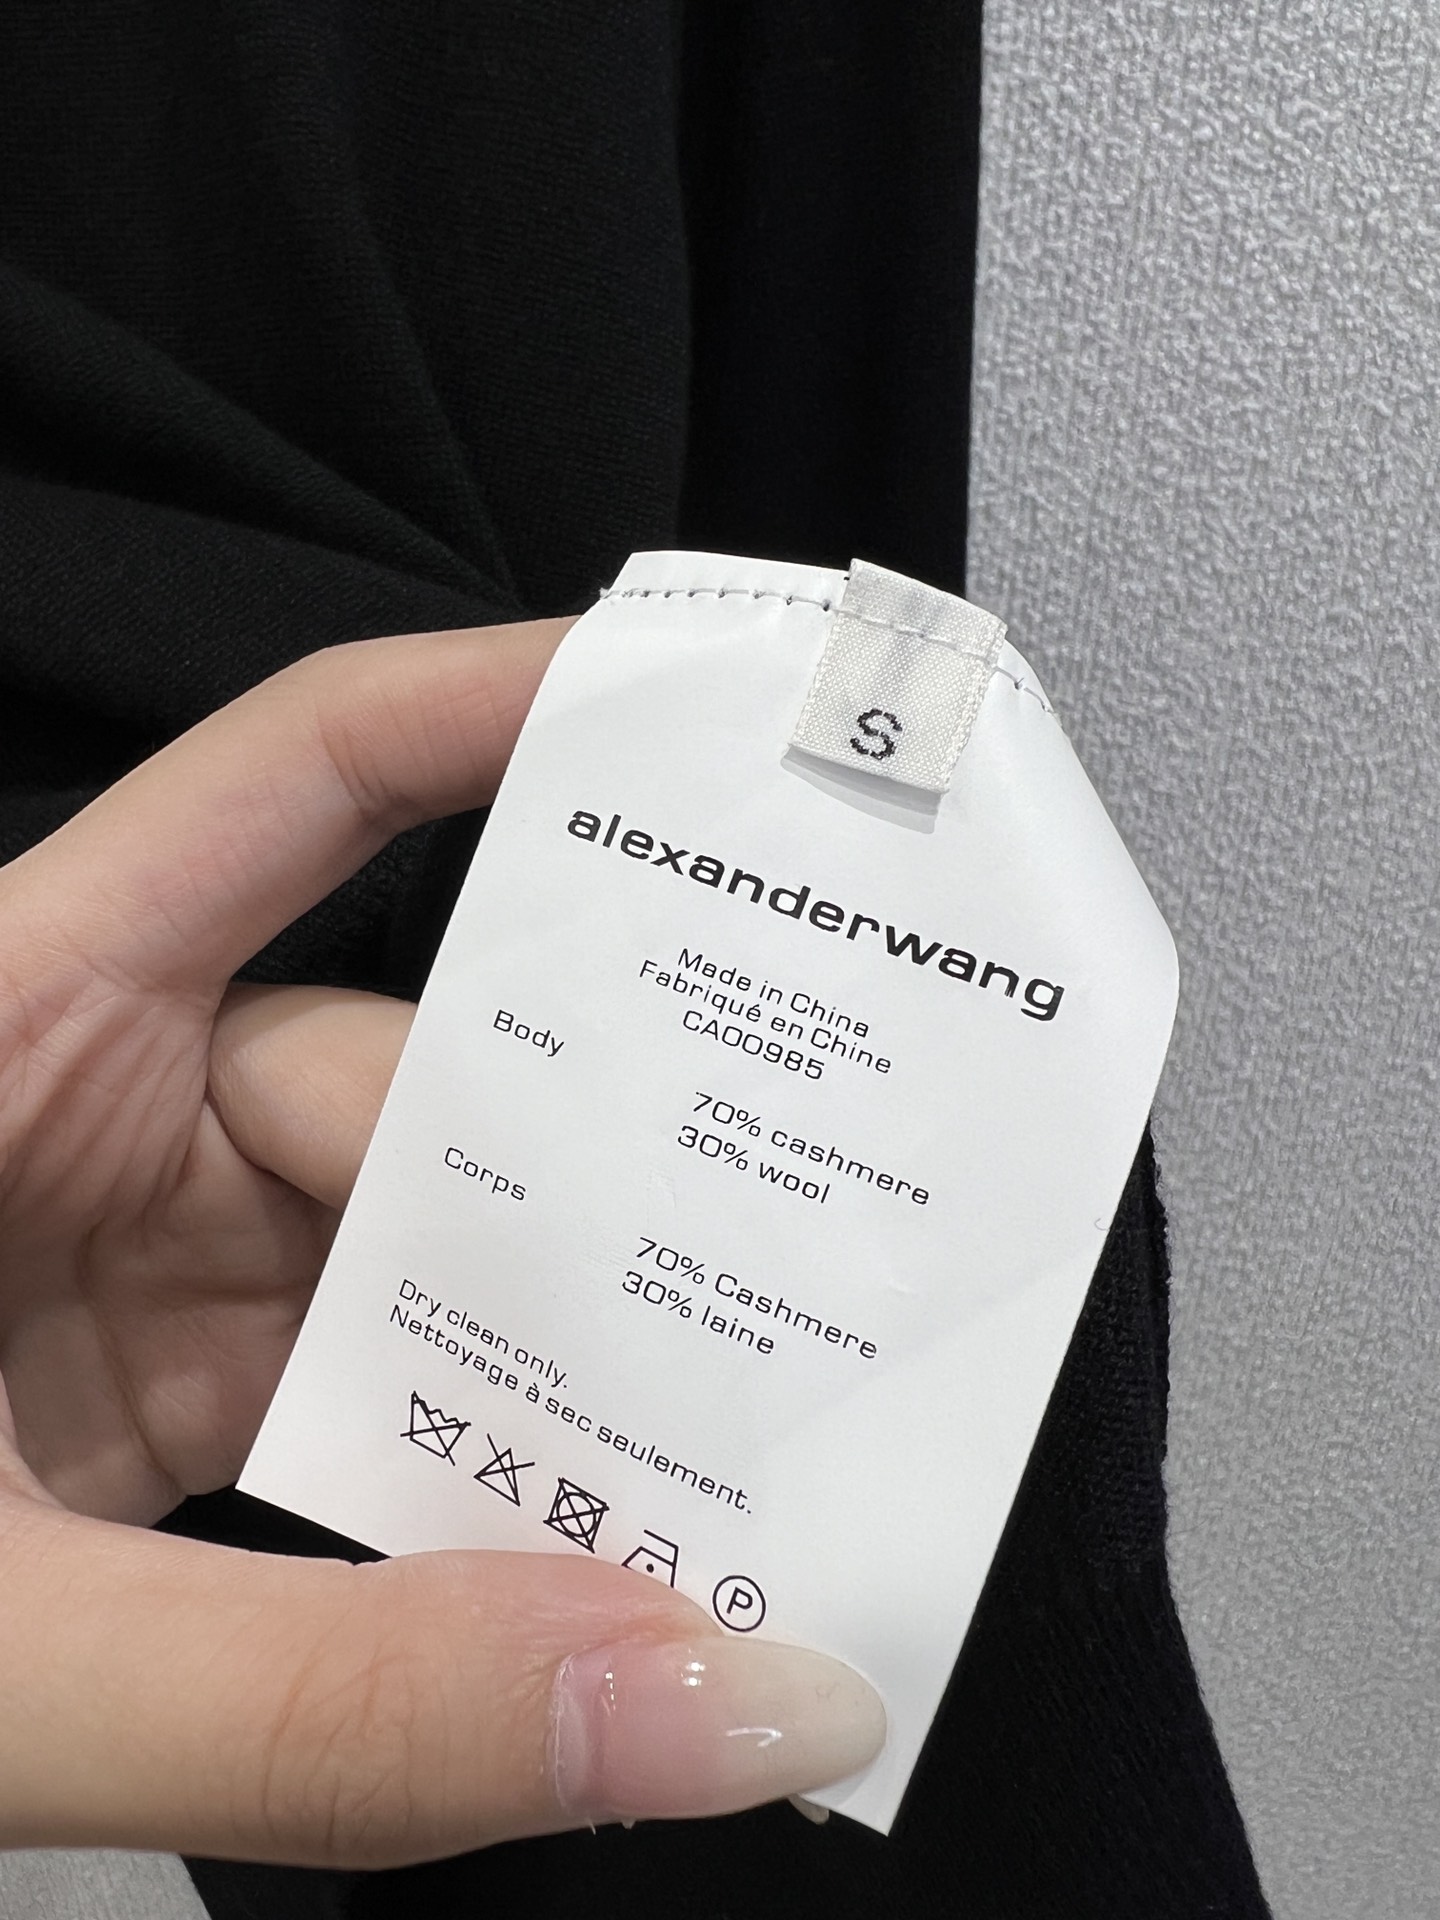 S
alexanderwang
Made in China
Fabriqué en Chine
CA00985
Body
70% cashmere
30% wool
Corps
70% Cashmere
30% laine
Dry clean only.
Nettoyage à sec seulement.
P